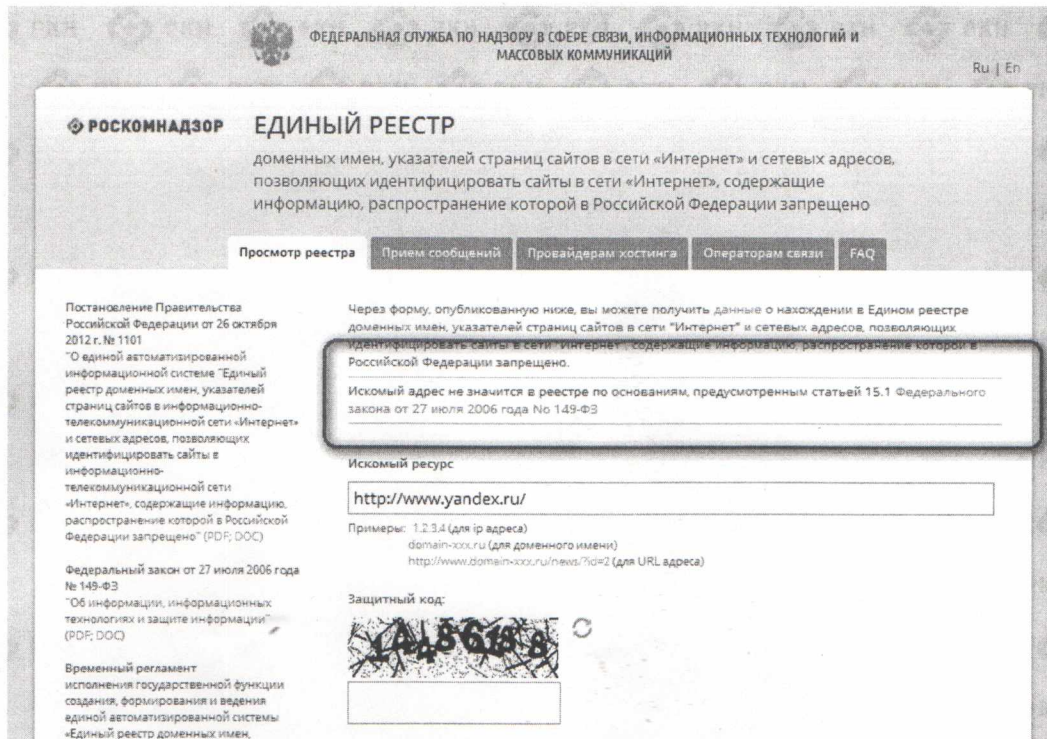 ФЕДЕРАЛЬНАЯ СЛУЖБА ПО НАДЗОРУ В СФЕРЕ СВЯЗИ, ИНФОРМАЦИОННЫХ ТЕХНОЛОГИЙ И
МАССОВЫХ КОММУНИКАЦИЙ
Ru | En
РОСКОМНАДЗОР
ЕДИНЫЙ РЕЕСТР
доменных имен, указателей страниц сайтов в сети «Интернет» и сетевых адресов,
позволяющих идентифицировать сайты в сети «Интернет», содержащие
информацию, распространение которой в Российской Федерации запрещено
Просмотр реестра
Прием сообщений
Провайдерам хостинга
Операторам связи
FAQ
Постановление Правительства
Российской Федерации от 26 октября
2012 г. № 1101
"О единой автоматизированной
информационной системе "Единый
реестр доменных имен, указателей
страниц сайтов в информационно-
телекоммуникационной сети «Интернет»
и сетевых адресов, позволяющих
идентифицировать сайты в
информационно-
телекоммуникационной сети
«Интернет», содержащие информацию,
распространение которой в Российской
Федерации запрещено" (PDF; DOC)
Федеральный закон от 27 июля 2006 года
№ 149-ФЗ
"Об информации, информационных
технологиях и защите информации"
(PDF; DOC)
Временный регламент
исполнения государственной функции
создания, формирования и ведения
единой автоматизированной системы
«Единый реестр доменных имен,
Через форму, опубликованную ниже, вы можете получить данные о нахождении в Едином реестре
доменных имен, указателей страниц сайтов в сети "Интернет" и сетевых адресов, позволяющих
идентифицировать сайты в сети "Интернет", содержащие информацию, распространение которой в
Российской Федерации запрещено.
Искомый адрес не значится в реестре по основаниям, предусмотренным статьей 15.1 Федерального
закона от 27 июля 2006 года No 149-ФЗ
Искомый ресурс
http://www.yandex.ru/
Примеры: 1.2.3.4 (для ip адреса)
domain-xxx.ru (для доменного имени)
http://www.domain-xxx.ru/news/?id=2 (для URL адреса)
Защитный код: